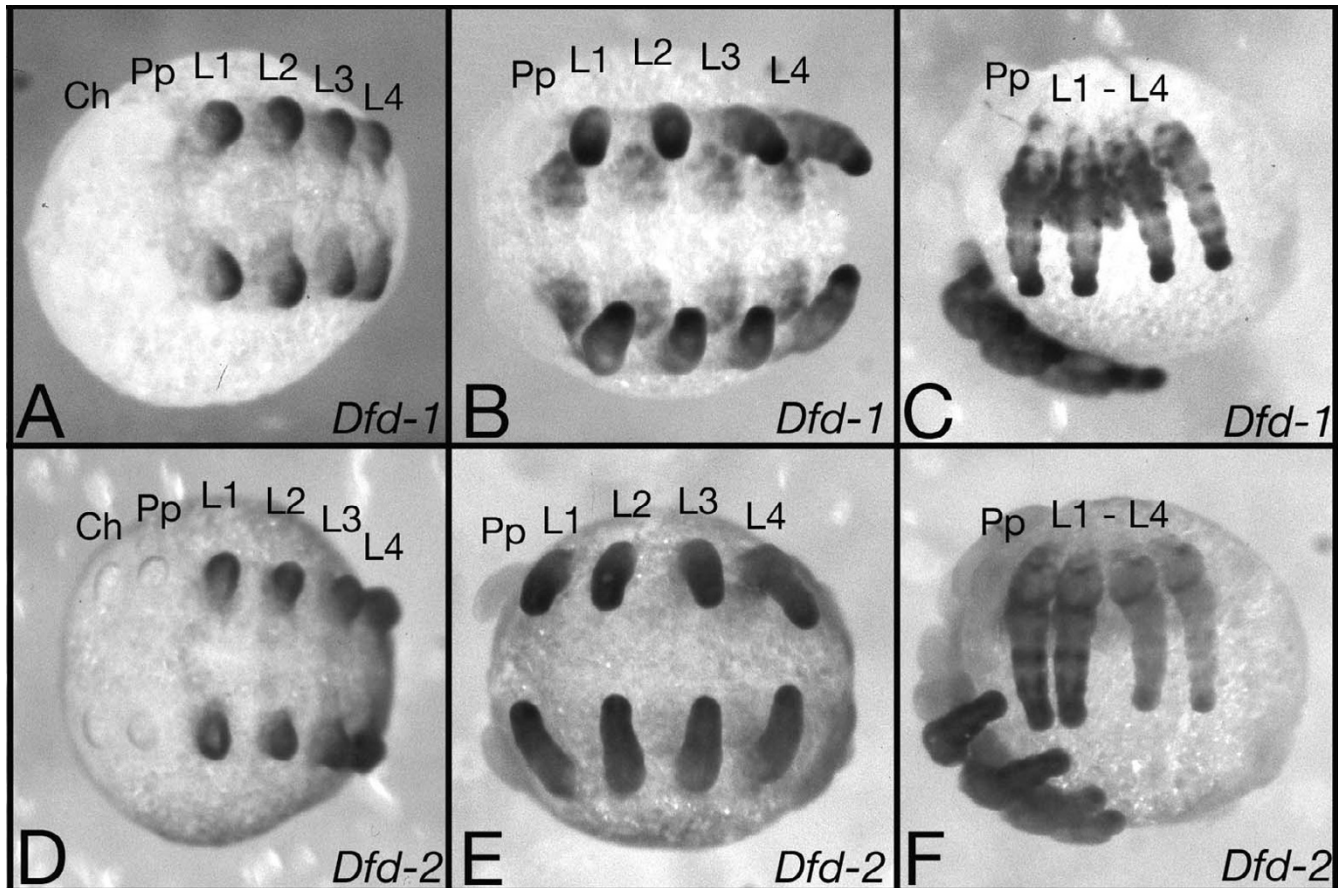 Ch Pp L1 L2 L3 L4
A Dfd-1
Pp L1 L2 L3 L4
B Dfd-1
Pp L1 - L4
C Dfd-1
Ch Pp L1 L2 L3 L4
D Dfd-2
Pp L1 L2 L3 L4
E Dfd-2
Pp L1 - L4
F Dfd-2